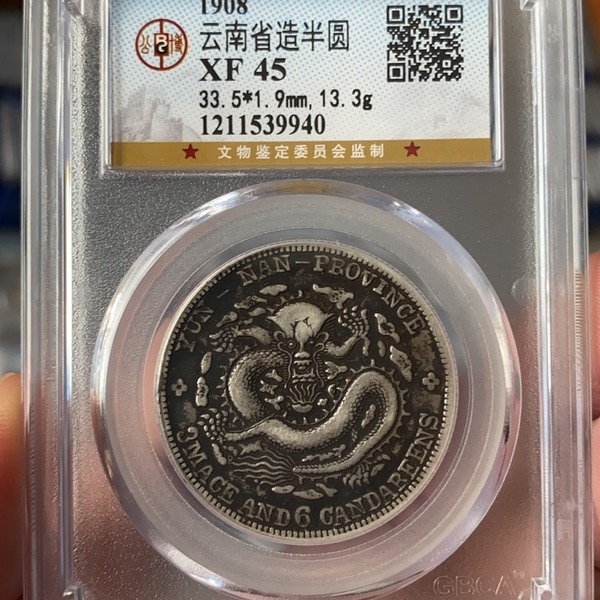 1908
云南省造半圆
XF 45
33.5*1.9mm,13.3g
1211539940
★ 文物鉴定委员会监制 ★
YUN-NAN-PROVINCE
3 MACE AND 6 CANDAREENS
GBCA